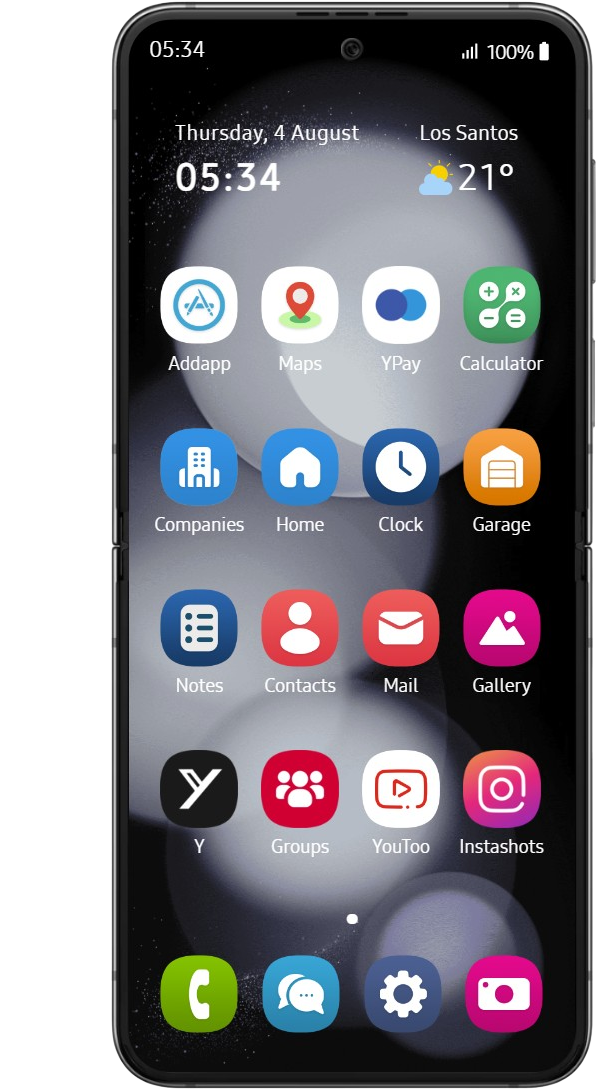 05:34 100%
Thursday, 4 August Los Santos
05:34 21°
Addapp Maps YPay Calculator
Companies Home Clock Garage
Notes Contacts Mail Gallery
Y Groups YouToo Instashots